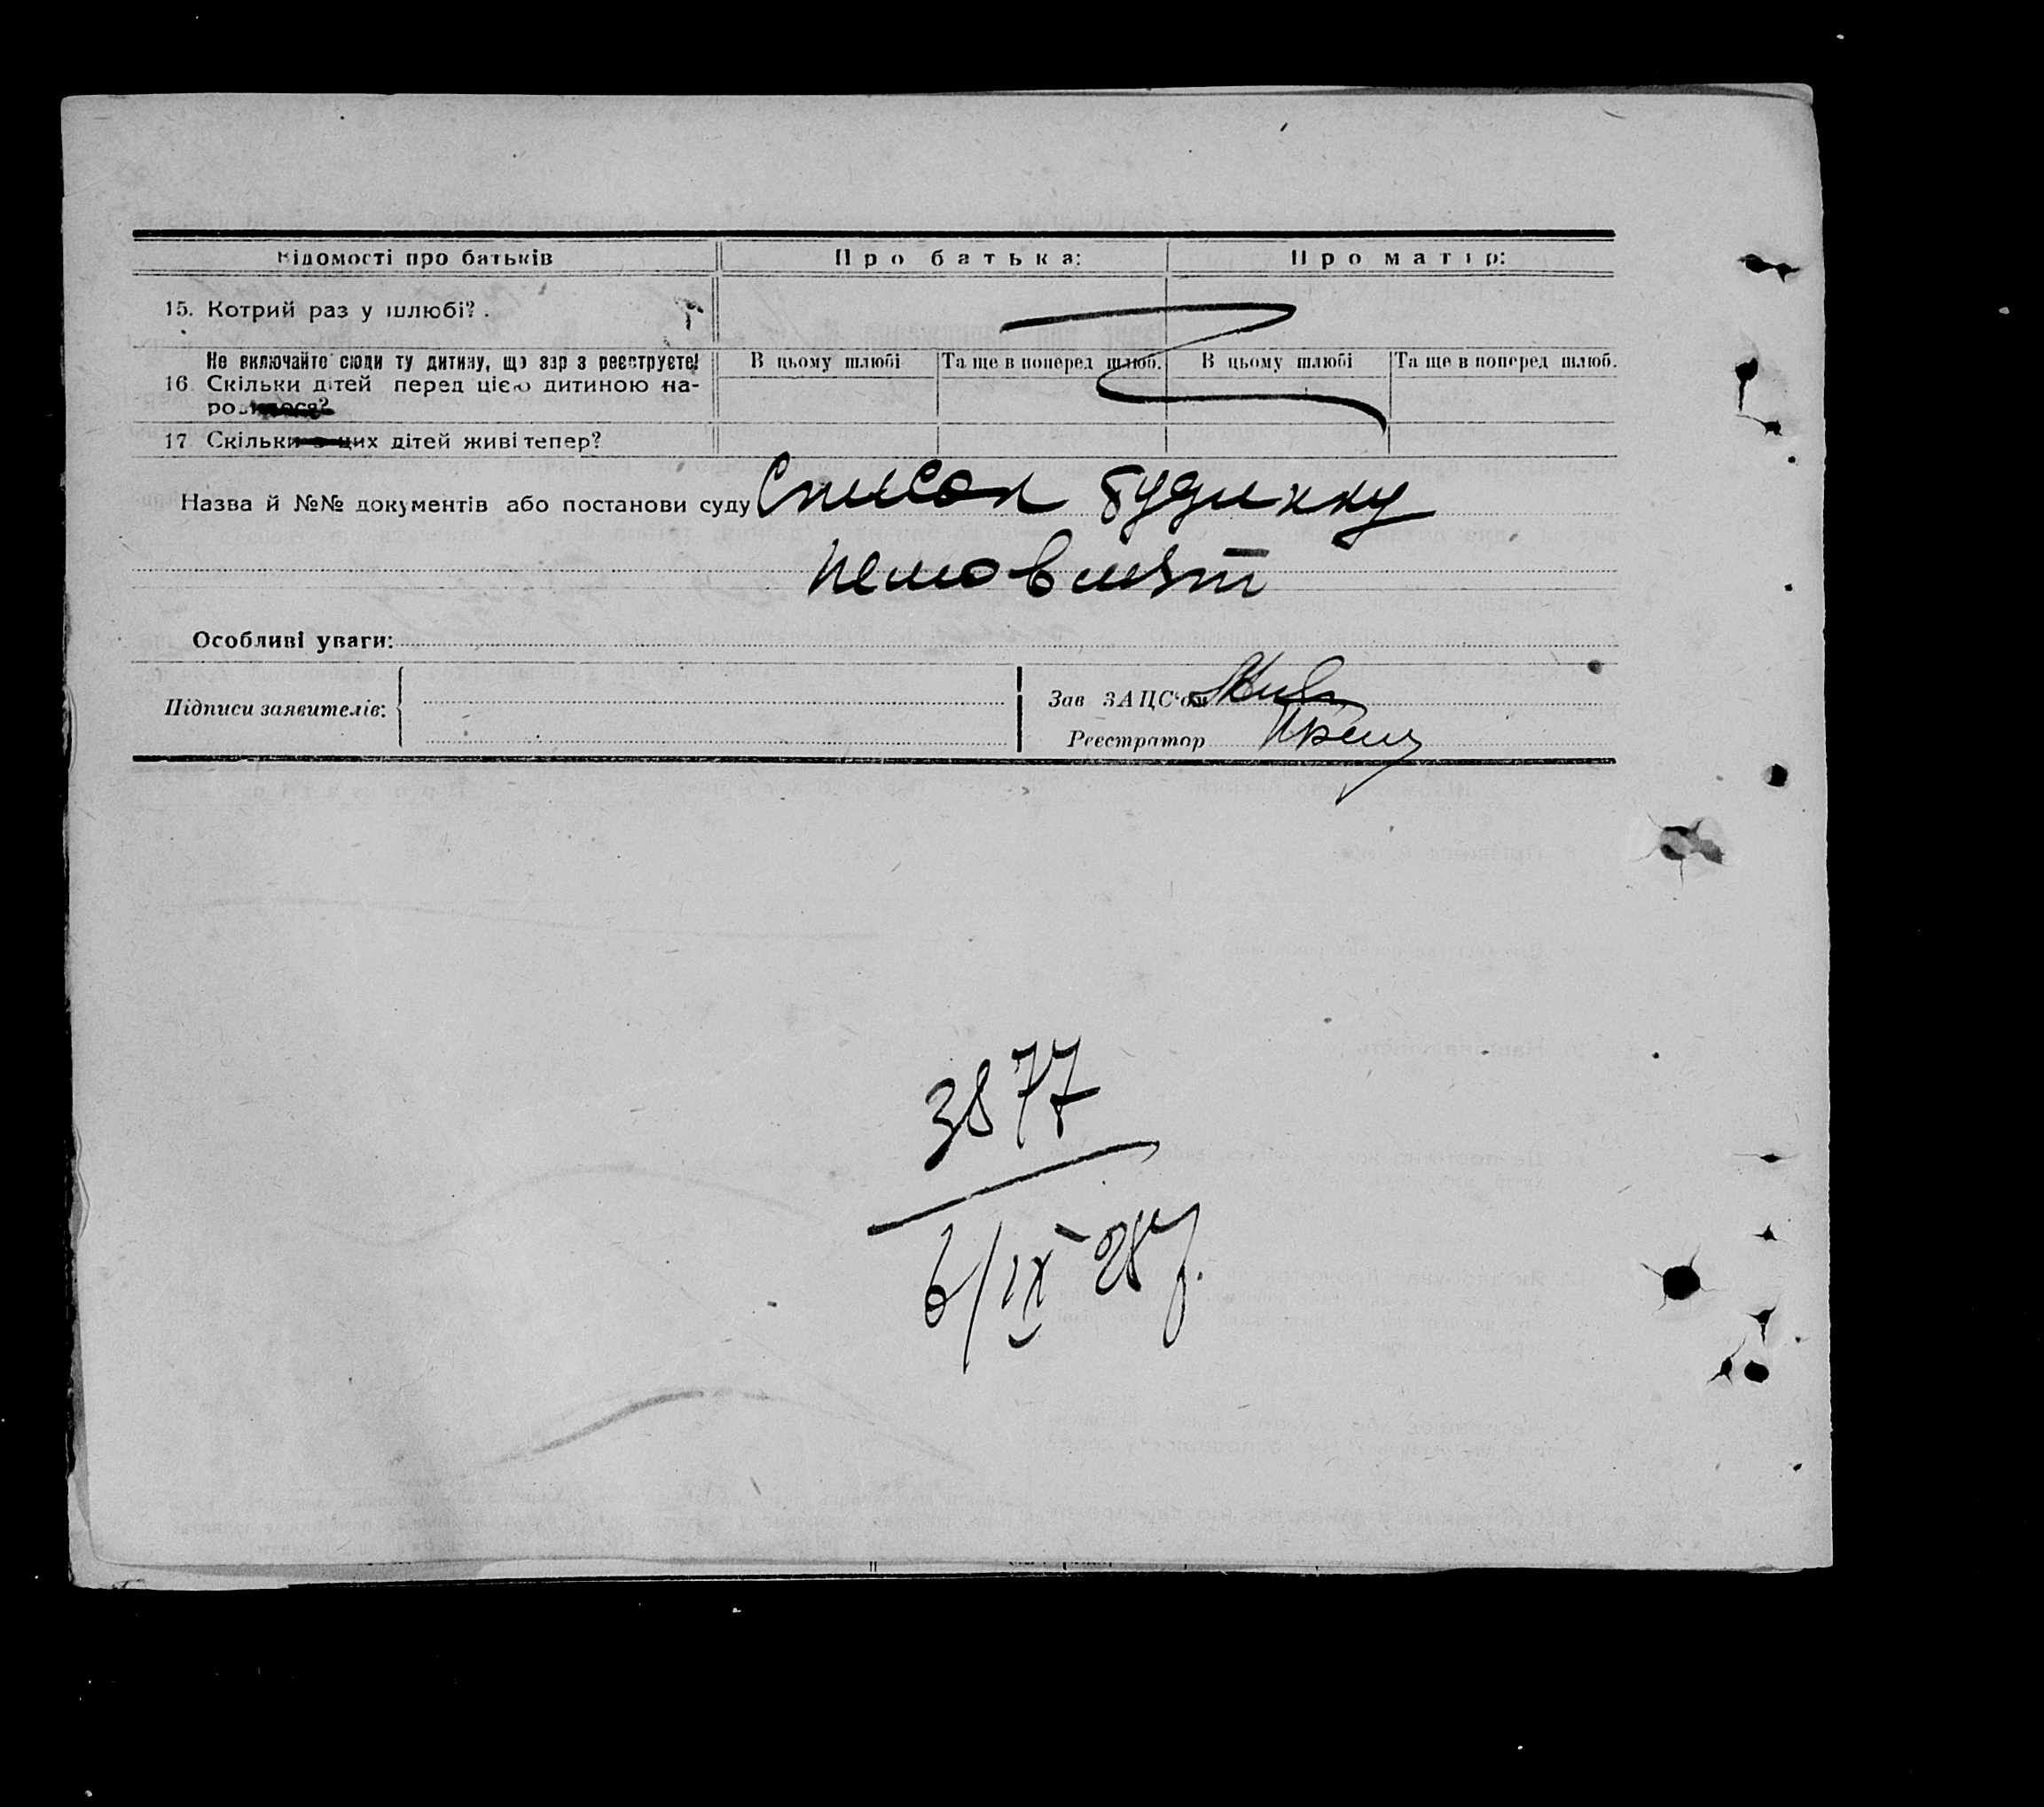 Відомості про батьків Про батька: Про матір:
15. Котрий раз у шлюбі?.
Не включайте сюди ту дитину, що зар з реєструєте! В цьому шлюбі Та ще в поперед шлюб. В цьому шлюбі Та ще в поперед шлюб.
16. Скільки дітей перед цією дитиною на-
родилося?
17 Скільки з цих дітей живі тепер?
Назва й №№ документів або постанови суду Список будинку
немовлят
Особливі уваги:
Підписи заявителів:
Зав ЗАЦС'ом
Реєстратор
3877
6/IX 28 р.